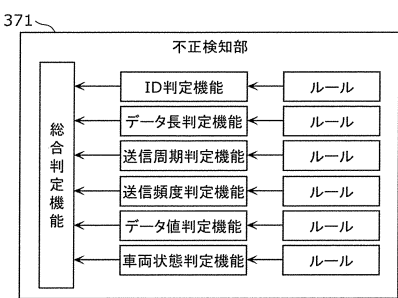 371
不正検知部
総合判定機能
ID判定機能
ルール
データ長判定機能
ルール
送信周期判定機能
ルール
送信頻度判定機能
ルール
データ値判定機能
ルール
車両状態判定機能
ルール